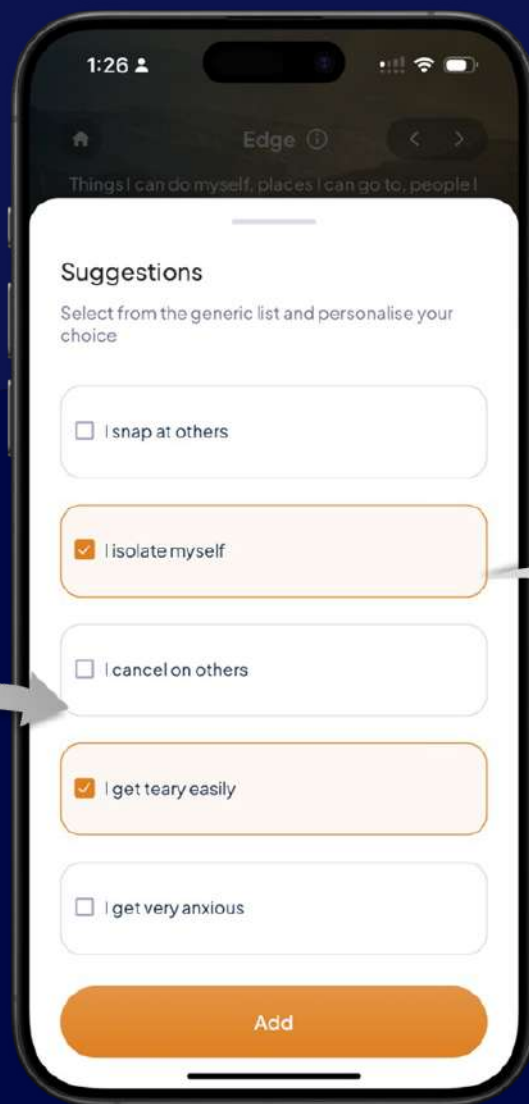 1:26
Edge
Things I can do myself, places I can go to, people I
Suggestions
Select from the generic list and personalise your
choice
I snap at others
I isolate myself
I cancel on others
I get teary easily
I get very anxious
Add